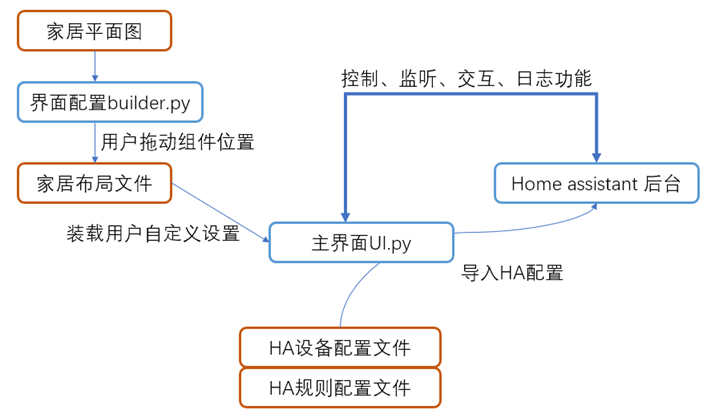 家居平面图
界面配置builder.py
用户拖动组件位置
家居布局文件
装载用户自定义设置
控制、监听、交互、日志功能
Home assistant 后台
主界面UI.py
导入HA配置
HA设备配置文件
HA规则配置文件